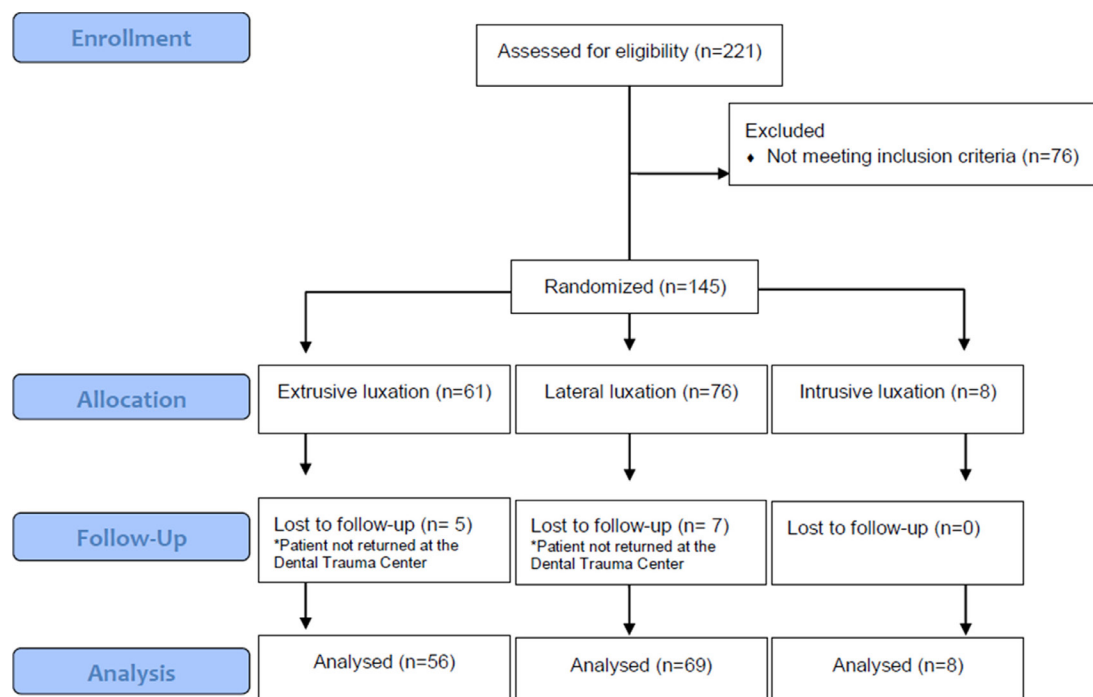 Enrollment
Assessed for eligibility (n=221)
Excluded
♦ Not meeting inclusion criteria (n=76)
Randomized (n=145)
Allocation
Extrusive luxation (n=61)
Lateral luxation (n=76)
Intrusive luxation (n=8)
Follow-Up
Lost to follow-up (n= 5)
*Patient not returned at the
Dental Trauma Center
Lost to follow-up (n= 7)
*Patient not returned at the
Dental Trauma Center
Lost to follow-up (n=0)
Analysis
Analysed (n=56)
Analysed (n=69)
Analysed (n=8)